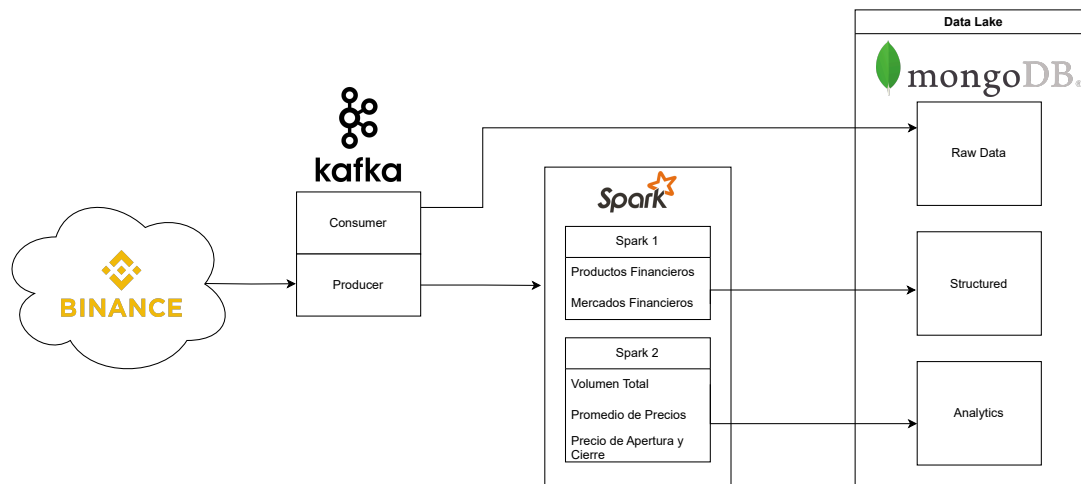 Data Lake
mongoDB.
kafka
Consumer
Producer
BINANCE
Spark
Spark 1
Productos Financieros
Mercados Financieros
Spark 2
Volumen Total
Promedio de Precios
Precio de Apertura y
Cierre
Raw Data
Structured
Analytics